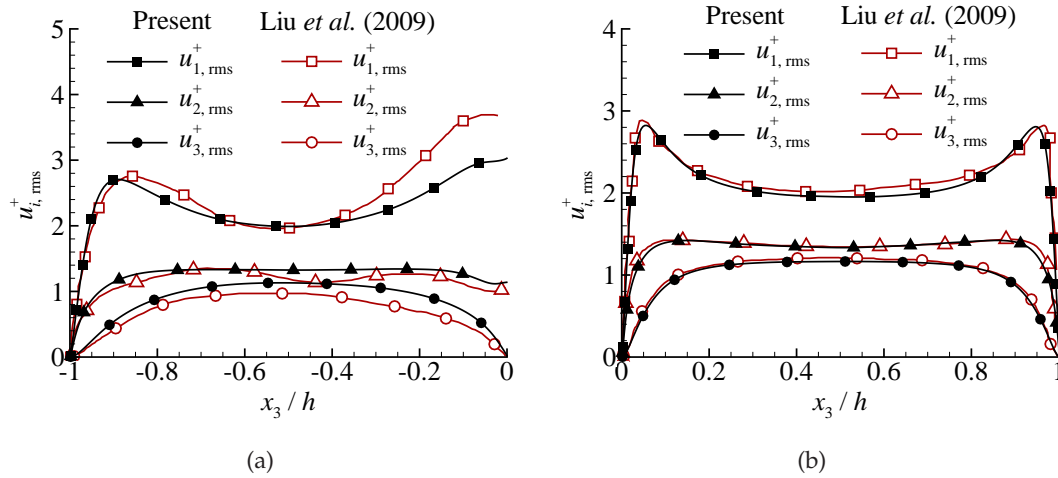 Present Liu et al. (2009)
u+1, rms u+1, rms
u+2, rms u+2, rms
u+3, rms u+3, rms
u+i, rms
5
4
3
2
1
0
-1 -0.8 -0.6 -0.4 -0.2 0
x3 / h
(a)
Present Liu et al. (2009)
u+1, rms u+1, rms
u+2, rms u+2, rms
u+3, rms u+3, rms
u+i, rms
4
3
2
1
0
0 0.2 0.4 0.6 0.8 1
x3 / h
(b)